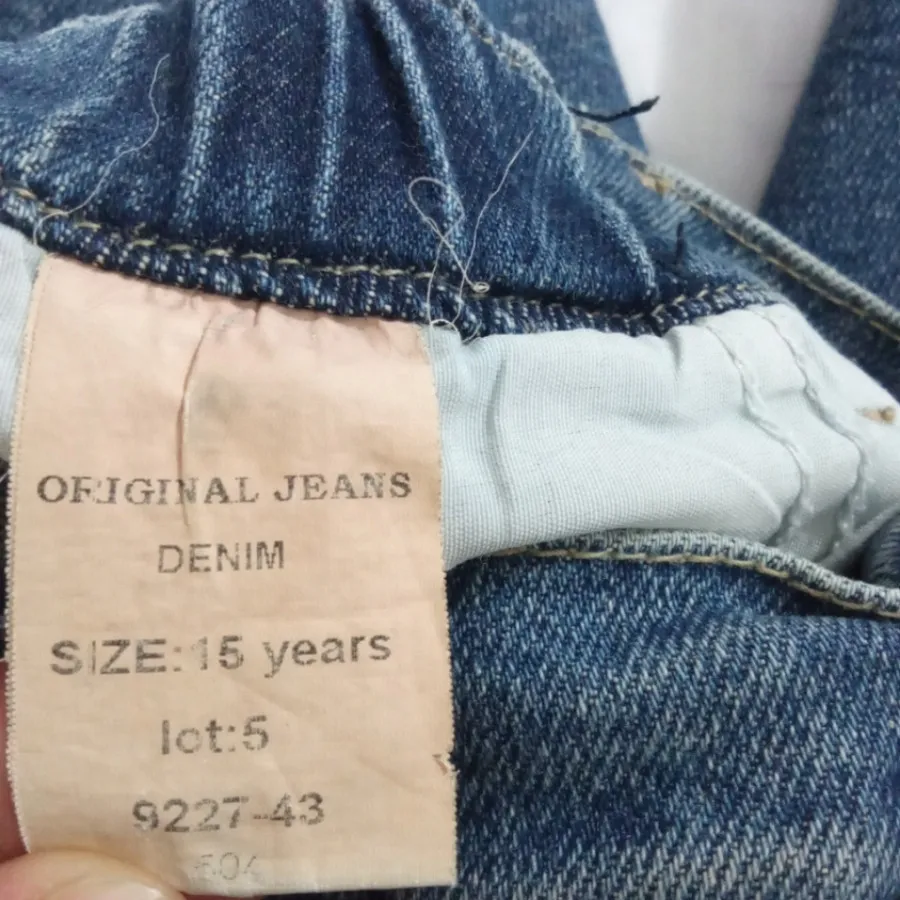 ORIGINAL JEANS
DENIM
SIZE:15 years
lot:5
9227-43